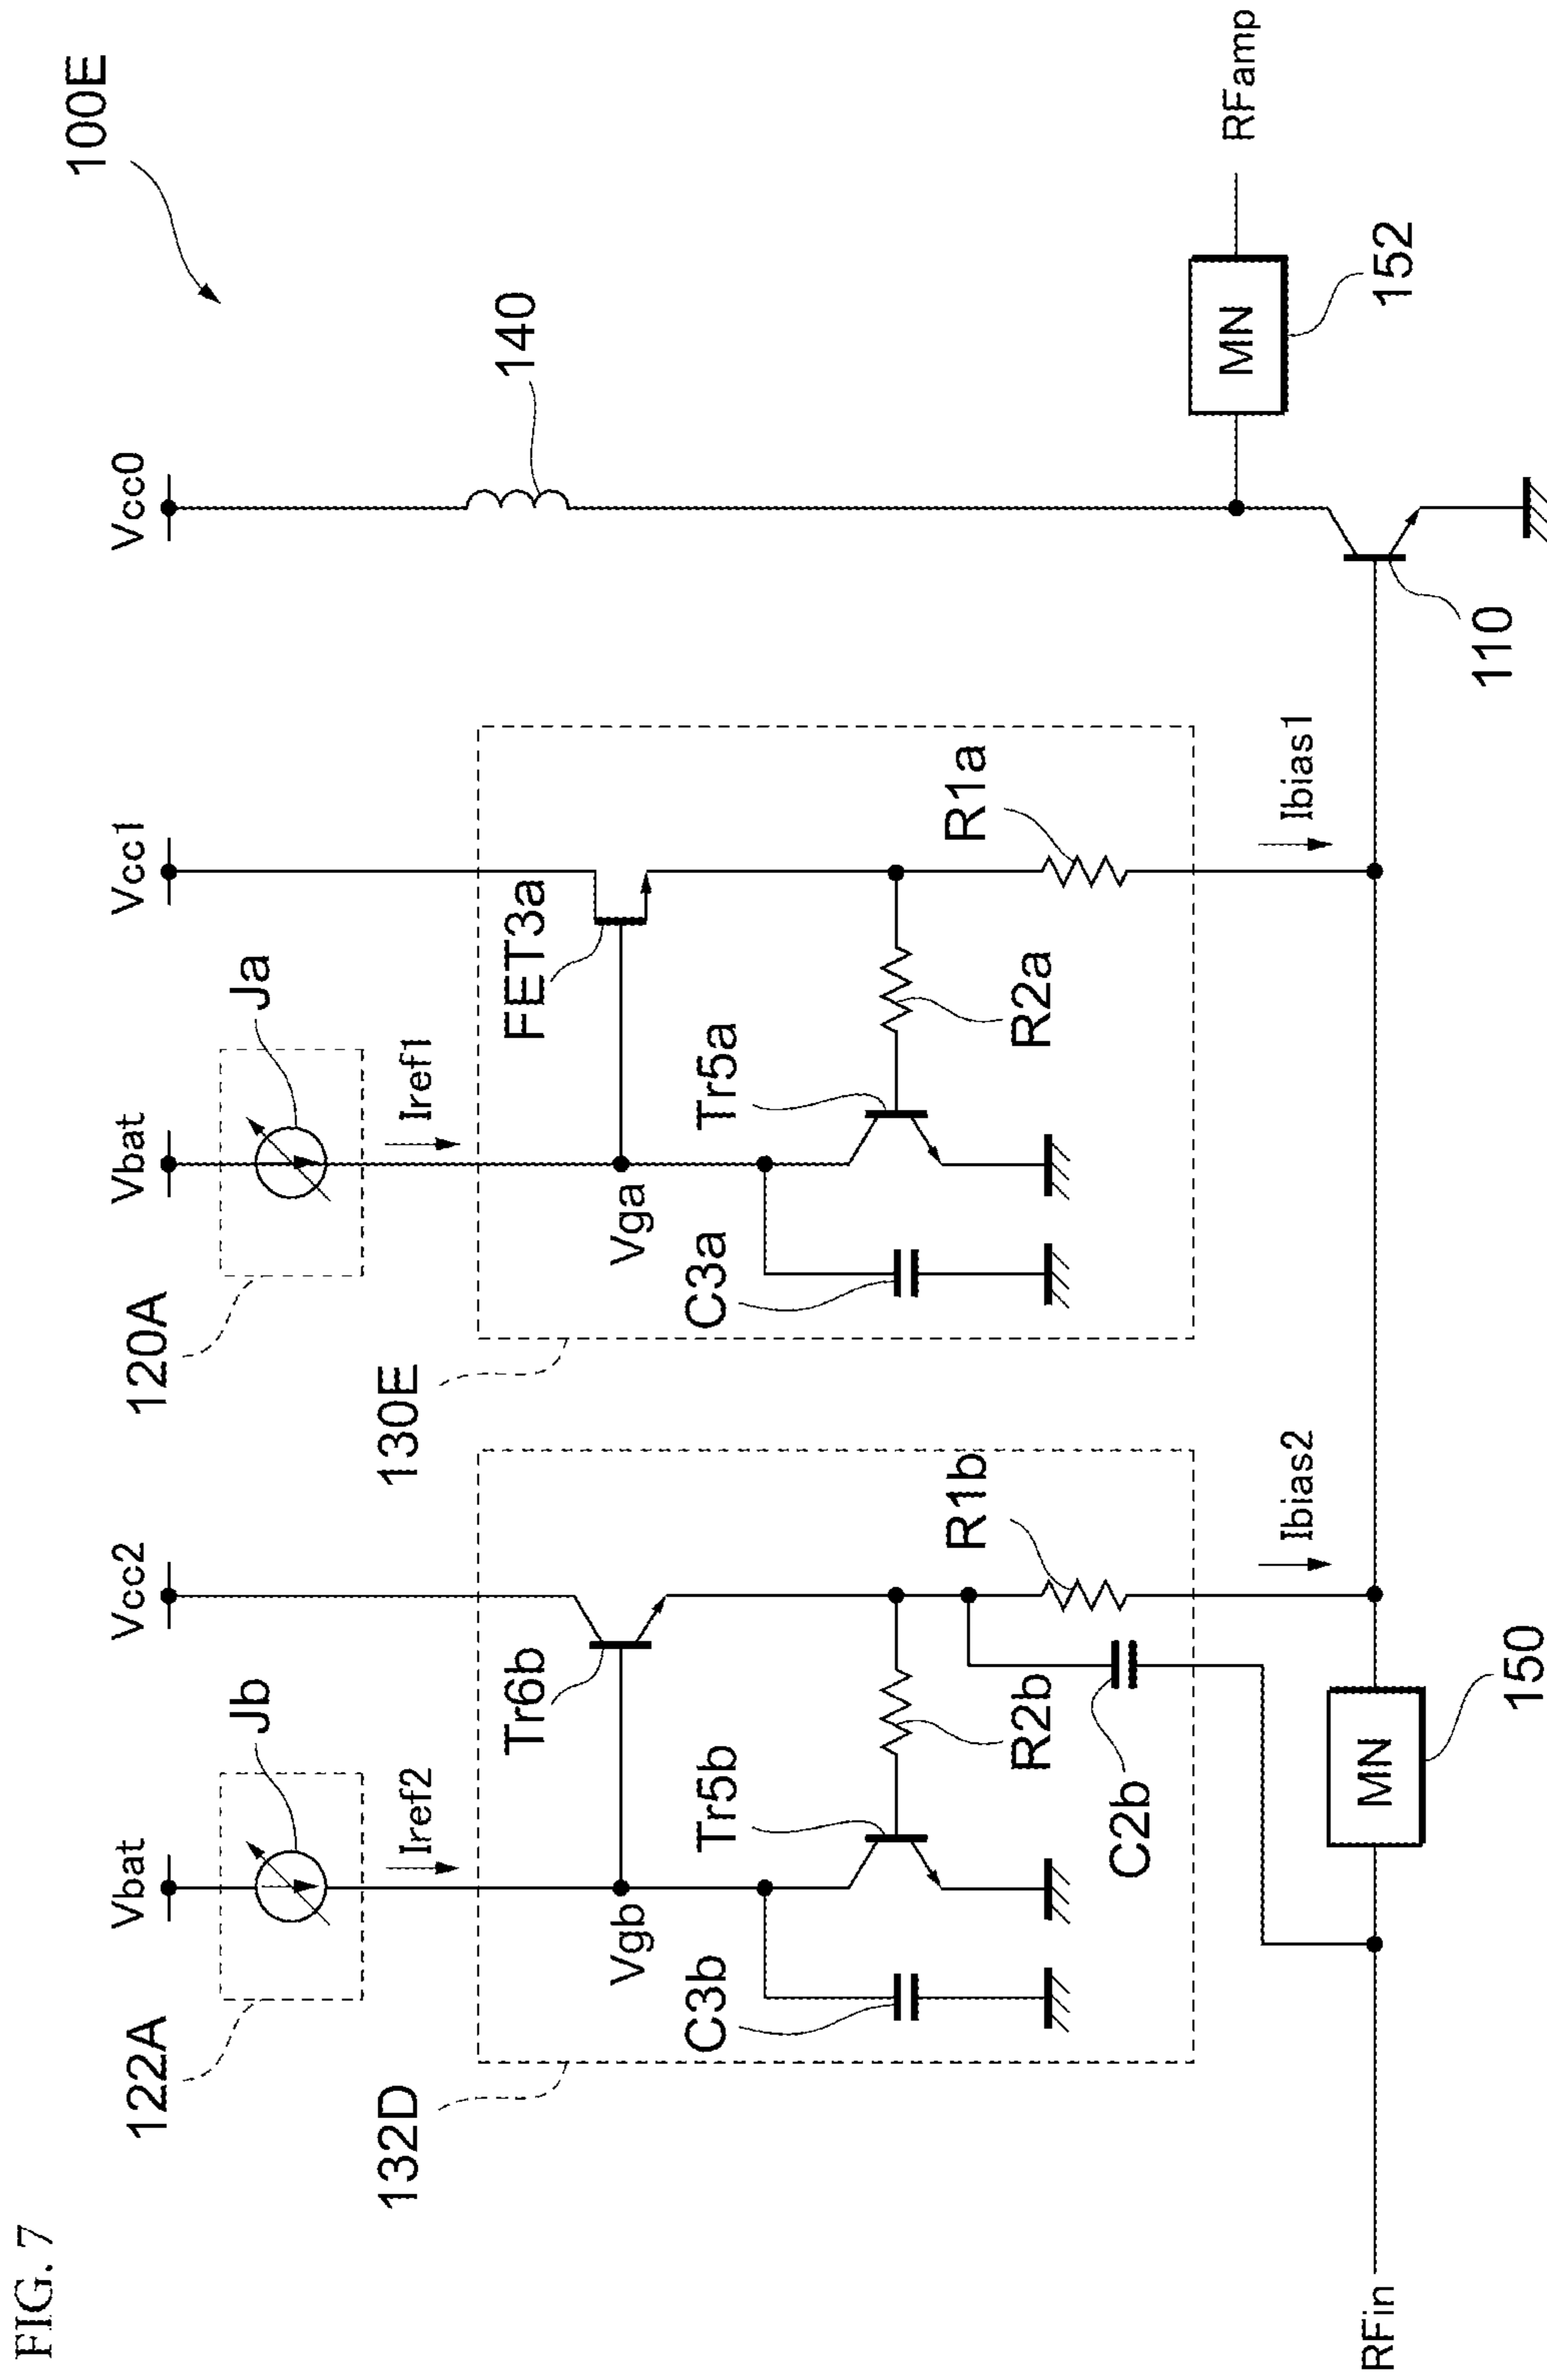 FIG. 7
100E
Vbat
Vcc2
Vbat
Vcc1
Vcc0
122A
Jb
120A
Ja
Iref2
Iref1
140
132D
Tr6b
130E
FET3a
Vgb
Vga
C3b
Tr5b
C3a
Tr5a
R2b
R1b
R2a
R1a
C2b
Ibias2
Ibias1
MN
152
RFamp
RFin
MN
150
110